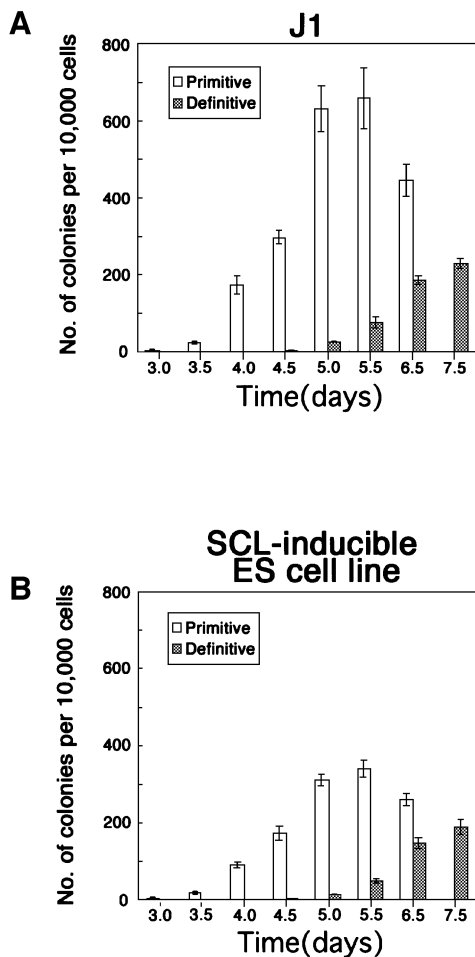 A
J1
No. of colonies per 10,000 cells
800
600
400
200
0
Primitive
Definitive
3.0 3.5 4.0 4.5 5.0 5.5 6.5 7.5
Time(days)
B
SCL-inducible
ES cell line
No. of colonies per 10,000 cells
800
600
400
200
0
Primitive
Definitive
3.0 3.5 4.0 4.5 5.0 5.5 6.5 7.5
Time(days)